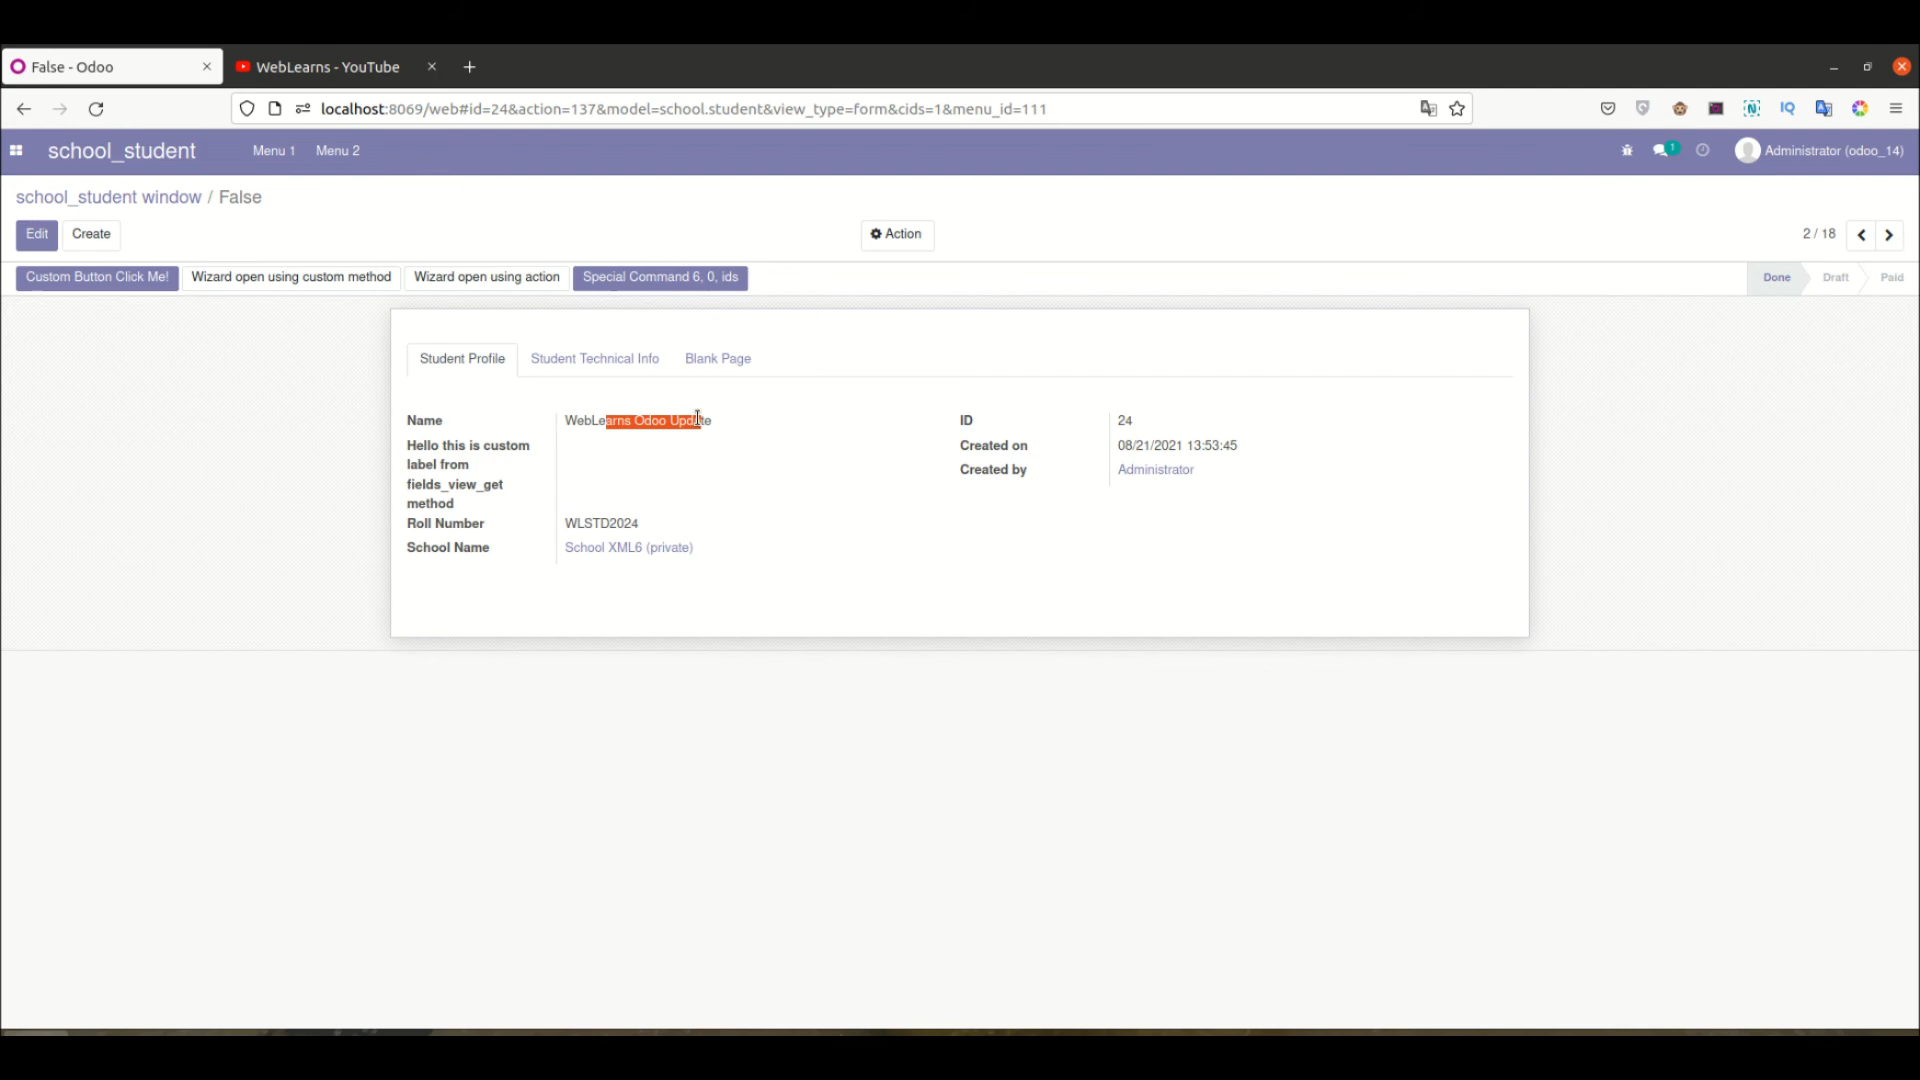 False - Odoo
WebLearns - YouTube
localhost:8069/web#id=24&action=137&model=school.student&view_type=form&cids=1&menu_id=111
school_student
Menu 1
Menu 2
1
Administrator (odoo_14)
school_student window / False
Edit
Create
Action
2 / 18
Custom Button Click Me!
Wizard open using custom method
Wizard open using action
Special Command 6, 0, ids
Done
Draft
Paid
Student Profile
Student Technical Info
Blank Page
Name
WebLearns Odoo Update
Hello this is custom
label from
fields_view_get
method
Roll Number
WLSTD2024
School Name
School XML6 (private)
ID
24
Created on
08/21/2021 13:53:45
Created by
Administrator